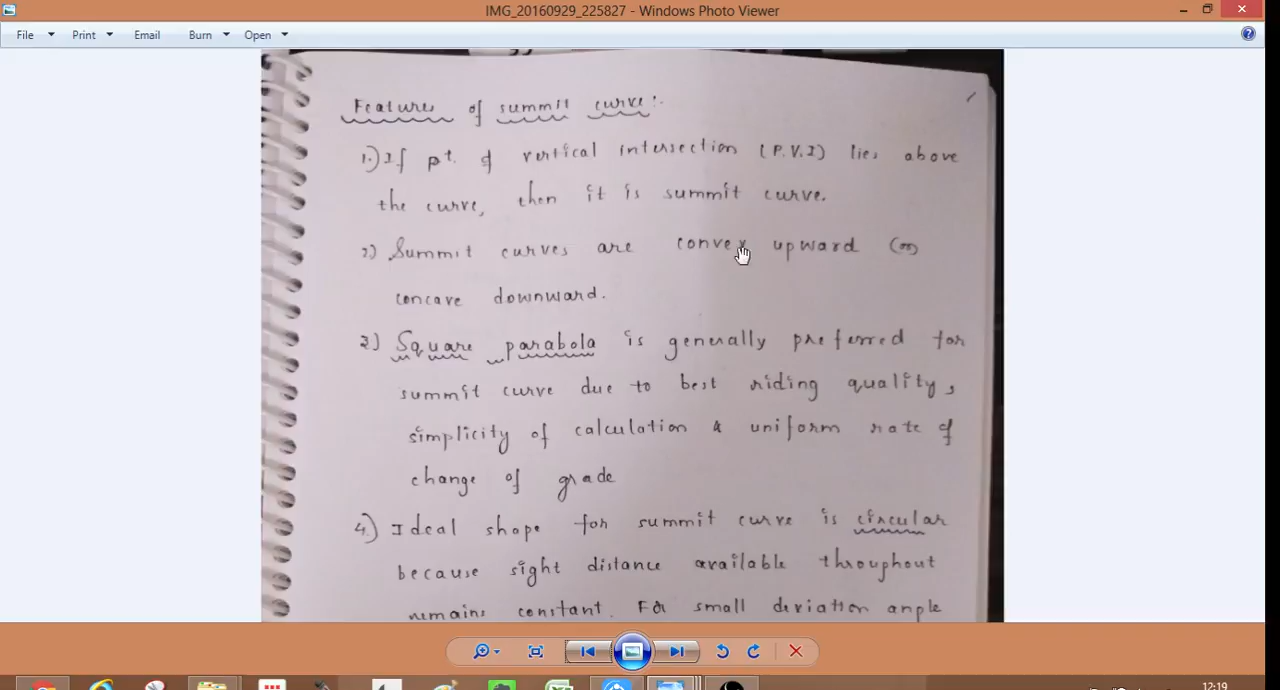 IMG_20160929_225827 - Windows Photo Viewer
File Print Email Burn Open
Features of summit curve:
1.) If pt. of vertical intersection (P.V.I) lies above
the curve, then it is summit curve.
2) Summit curves are convex upward (or)
concave downward.
3) Square parabola is generally preferred for
summit curve due to best riding quality,
simplicity of calculation & uniform rate of
change of grade
4.) Ideal shape for summit curve is circular
because sight distance available throughout
remains constant. For small deviation angle
12:19